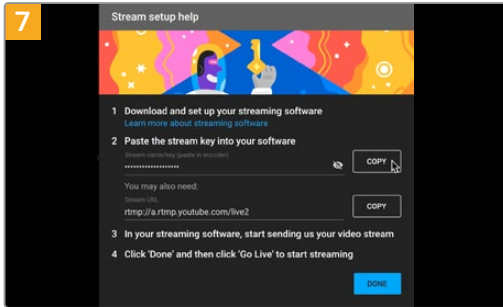 7
Stream setup help
1 Download and set up your streaming software
Learn more about streaming software
2 Paste the stream key into your software
Stream name/key (paste in encoder)
•••••••••••••••••••
COPY
You may also need:
Stream URL
rtmp://a.rtmp.youtube.com/live2
COPY
3 In your streaming software, start sending us your video stream
4 Click 'Done' and then click 'Go Live' to start streaming
DONE